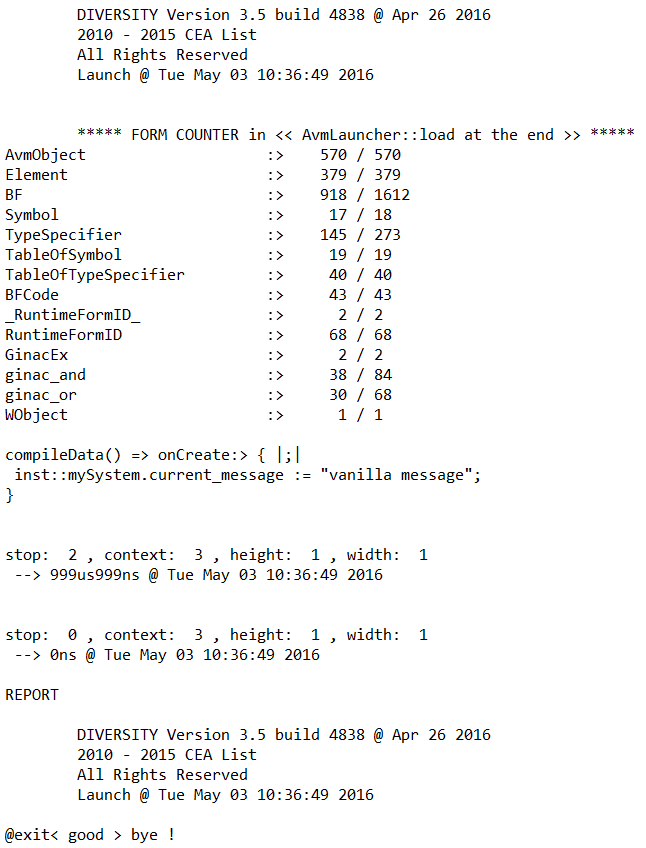 DIVERSITY Version 3.5 build 4838 @ Apr 26 2016
2010 - 2015 CEA List
All Rights Reserved
Launch @ Tue May 03 10:36:49 2016
***** FORM COUNTER in << AvmLauncher::load at the end >> *****
AvmObject :> 570 / 570
Element :> 379 / 379
BF :> 918 / 1612
Symbol :> 17 / 18
TypeSpecifier :> 145 / 273
TableOfSymbol :> 19 / 19
TableOfTypeSpecifier :> 40 / 40
BFCode :> 43 / 43
_RuntimeFormID_ :> 2 / 2
RuntimeFormID :> 68 / 68
GinacEx :> 2 / 2
ginac_and :> 38 / 84
ginac_or :> 30 / 68
WObject :> 1 / 1
compileData() => onCreate:> { |;|
inst::mySystem.current_message := "vanilla message";
}
stop: 2 , context: 3 , height: 1 , width: 1
--> 999us999ns @ Tue May 03 10:36:49 2016
stop: 0 , context: 3 , height: 1 , width: 1
--> 0ns @ Tue May 03 10:36:49 2016
REPORT
DIVERSITY Version 3.5 build 4838 @ Apr 26 2016
2010 - 2015 CEA List
All Rights Reserved
Launch @ Tue May 03 10:36:49 2016
@exit< good > bye !